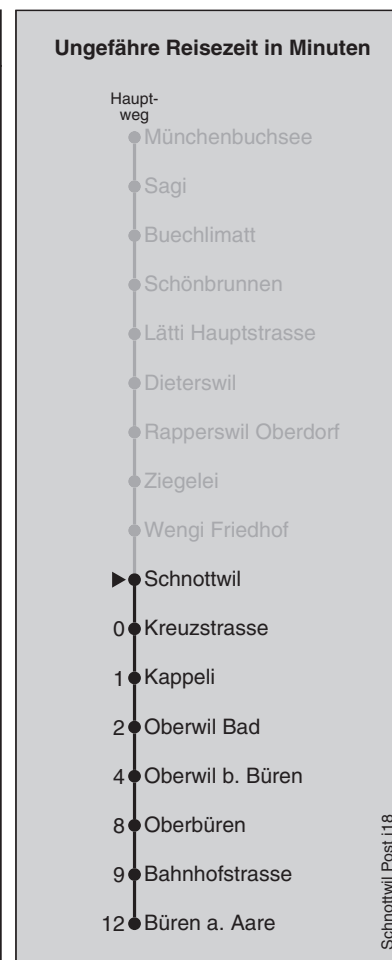 Ungefähre Reisezeit in Minuten
Haupt-
weg
Münchenbuchsee
Sagi
Buechlimatt
Schönbrunnen
Lätti Hauptstrasse
Dieterswil
Rapperswil Oberdorf
Ziegelei
Wengi Friedhof
Schnottwil
0 Kreuzstrasse
1 Kappeli
2 Oberwil Bad
4 Oberwil b. Büren
8 Oberbüren
9 Bahnhofstrasse
12 Büren a. Aare
Schnottwil Post j18